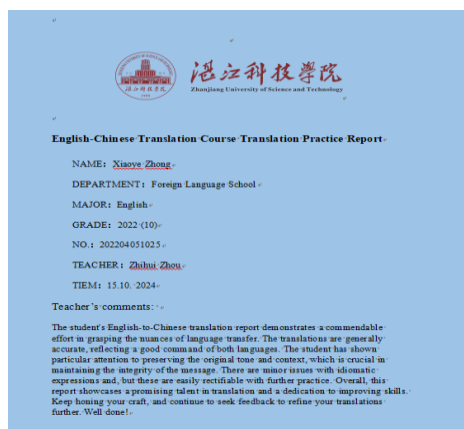 湛江科技學院
Zhanjiang University of Science and Technology
English-Chinese Translation Course Translation Practice Report
NAME: Xiaoye Zhong
DEPARTMENT: Foreign Language School
MAJOR: English
GRADE: 2022 (10)
NO.: 202204051025
TEACHER: Zhihui Zhou
TIEM: 15.10. 2024
Teacher's comments:
The student's English-to-Chinese translation report demonstrates a commendable
effort in grasping the nuances of language transfer. The translations are generally
accurate, reflecting a good command of both languages. The student has shown
particular attention to preserving the original tone and context, which is crucial in
maintaining the integrity of the message. There are minor issues with idiomatic
expressions and, but these are easily rectifiable with further practice. Overall, this
report showcases a promising talent in translation and a dedication to improving skills.
Keep honing your craft, and continue to seek feedback to refine your translations
further. Well done!